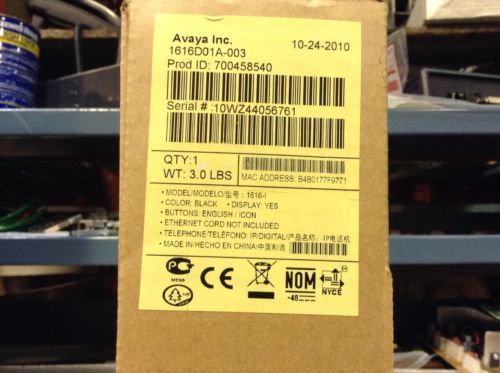 Avaya Inc.
10-24-2010
1616D01A-003
Prod ID: 700458540
Serial #: 10WZ44056761
QTY:1
WT: 3.0 LBS
MAC ADDRESS: B4B0177F9771
• MODEL/MODELO/型号: 1616-I
• COLOR: BLACK • DISPLAY: YES
• BUTTONS: ENGLISH / ICON
• ETHERNET CORD NOT INCLUDED
• TELEPHONE/TELÉFONO: IP/DIGITAL/产品名称: IP电话机
• MADE IN/HECHO EN CHINA/中国制造
ME96
CE
NOM
-48
NYCE